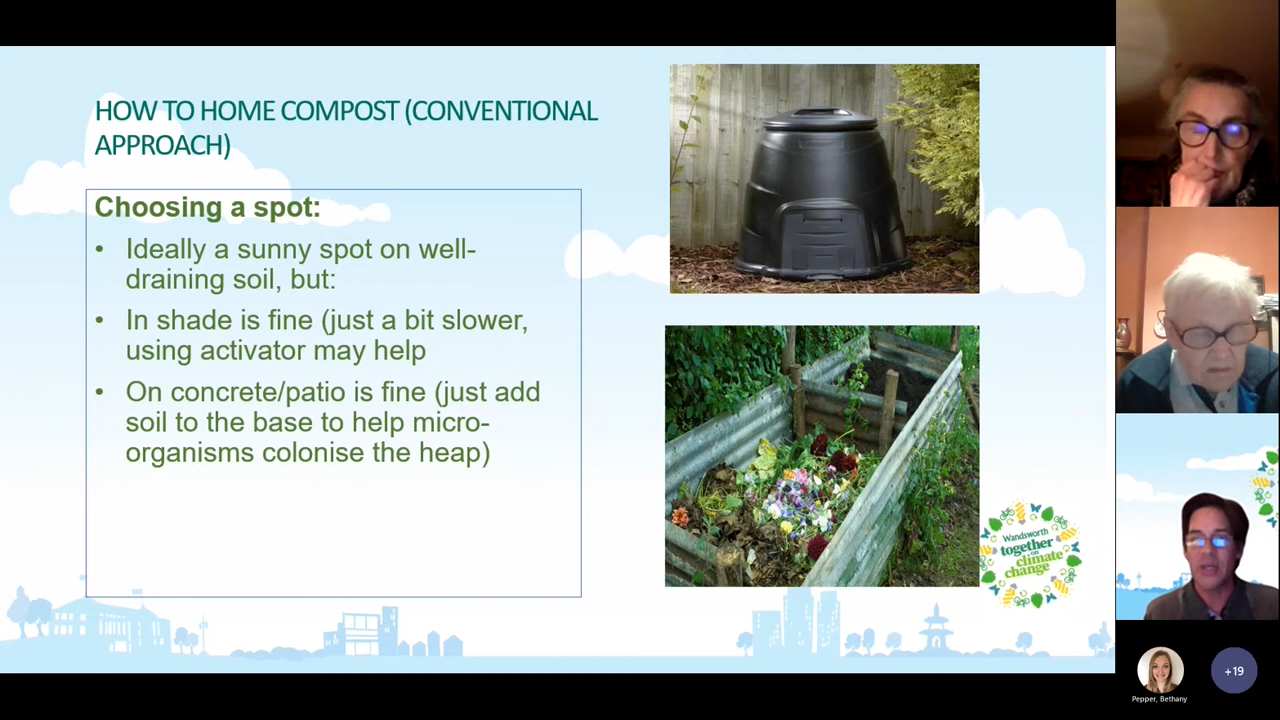 HOW TO HOME COMPOST (CONVENTIONAL
APPROACH)
Choosing a spot:
• Ideally a sunny spot on well-
draining soil, but:
• In shade is fine (just a bit slower,
using activator may help
• On concrete/patio is fine (just add
soil to the base to help micro-
organisms colonise the heap)
Wandsworth
together
on
climate
change
Pepper, Bethany
+19